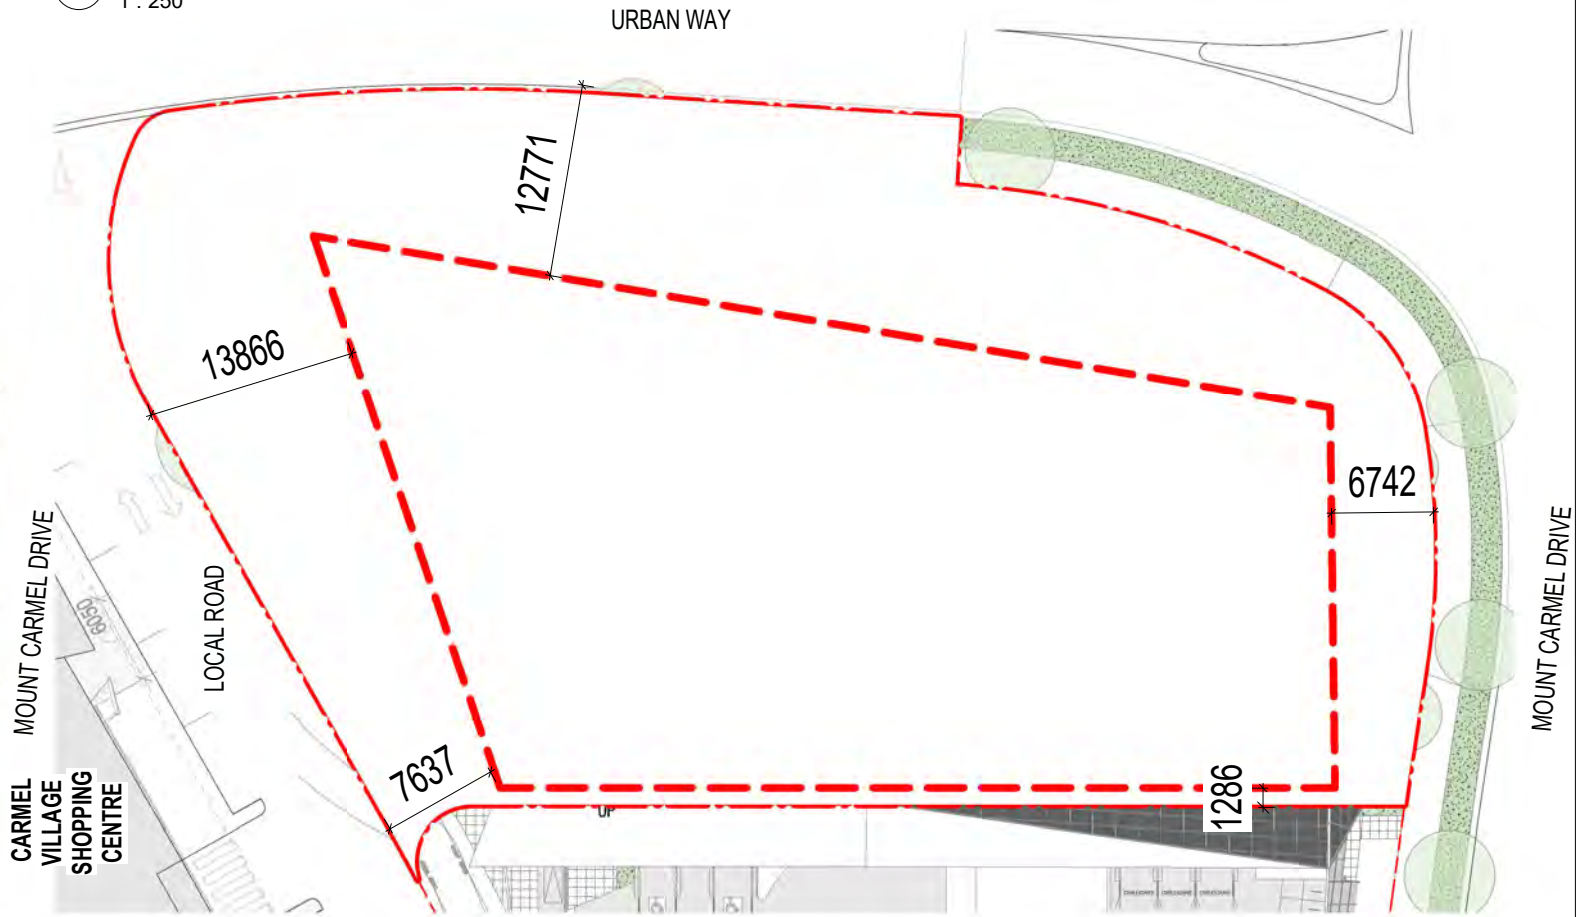 1 : 250
URBAN WAY
12771
13866
6742
MOUNT CARMEL DRIVE
6050
LOCAL ROAD
MOUNT CARMEL DRIVE
7637
1286
UP
CARMEL
VILLAGE
SHOPPING
CENTRE